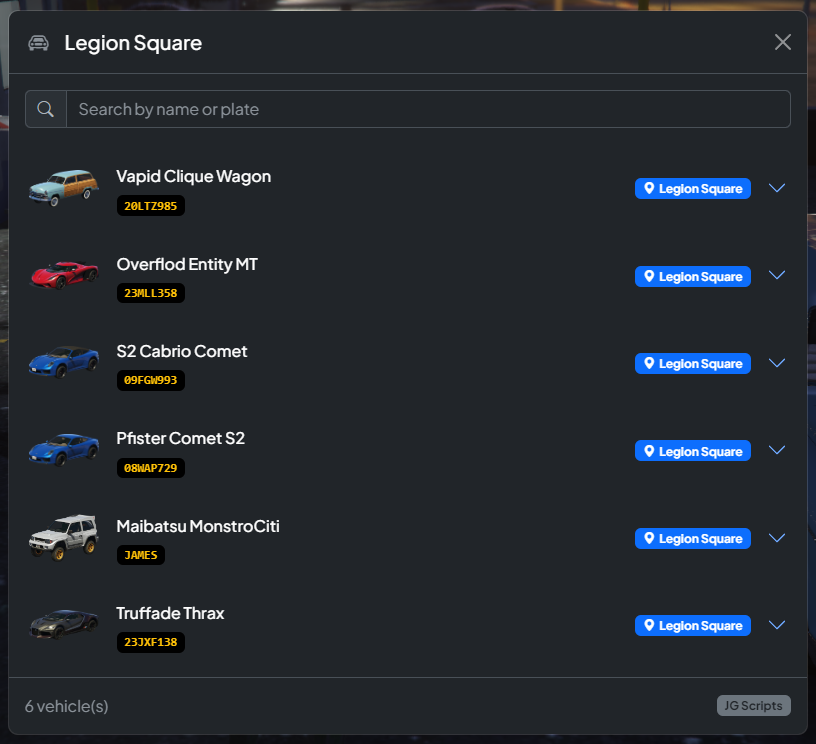 Legion Square
Search by name or plate
Vapid Clique Wagon
20LTZ985
Legion Square
Overflod Entity MT
23MLL358
Legion Square
S2 Cabrio Comet
09FGW993
Legion Square
Pfister Comet S2
08WAP729
Legion Square
Maibatsu MonstroCiti
JAMES
Legion Square
Truffade Thrax
23JXF138
Legion Square
6 vehicle(s)
JG Scripts